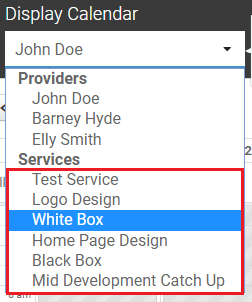 Display Calendar
John Doe
Providers
John Doe
Barney Hyde
Elly Smith
Services
Test Service
Logo Design
White Box
Home Page Design
Black Box
Mid Development Catch Up